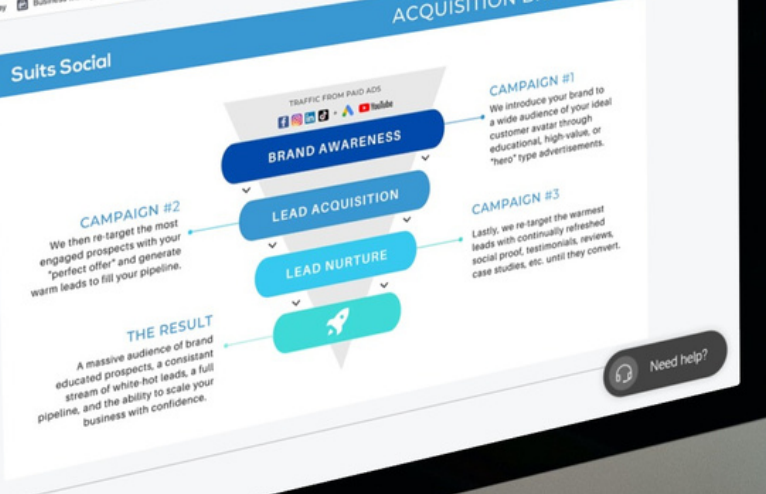 Suits Social
ACQUISITION
TRAFFIC FROM PAID ADS
YouTube
BRAND AWARENESS
LEAD ACQUISITION
LEAD NURTURE
CAMPAIGN #1
We introduce your brand to
a wide audience of your ideal
customer avatar through
educational, high-value, or
"hero" type advertisements.
CAMPAIGN #2
We then re-target the most
engaged prospects with your
"perfect offer" and generate
warm leads to fill your pipeline.
CAMPAIGN #3
Lastly, we re-target the warmest
leads with continually refreshed
social proof, testimonials, reviews,
case studies, etc. until they convert.
THE RESULT
A massive audience of brand
educated prospects, a consistant
stream of white-hot leads, a full
pipeline, and the ability to scale your
business with confidence.
Need help?